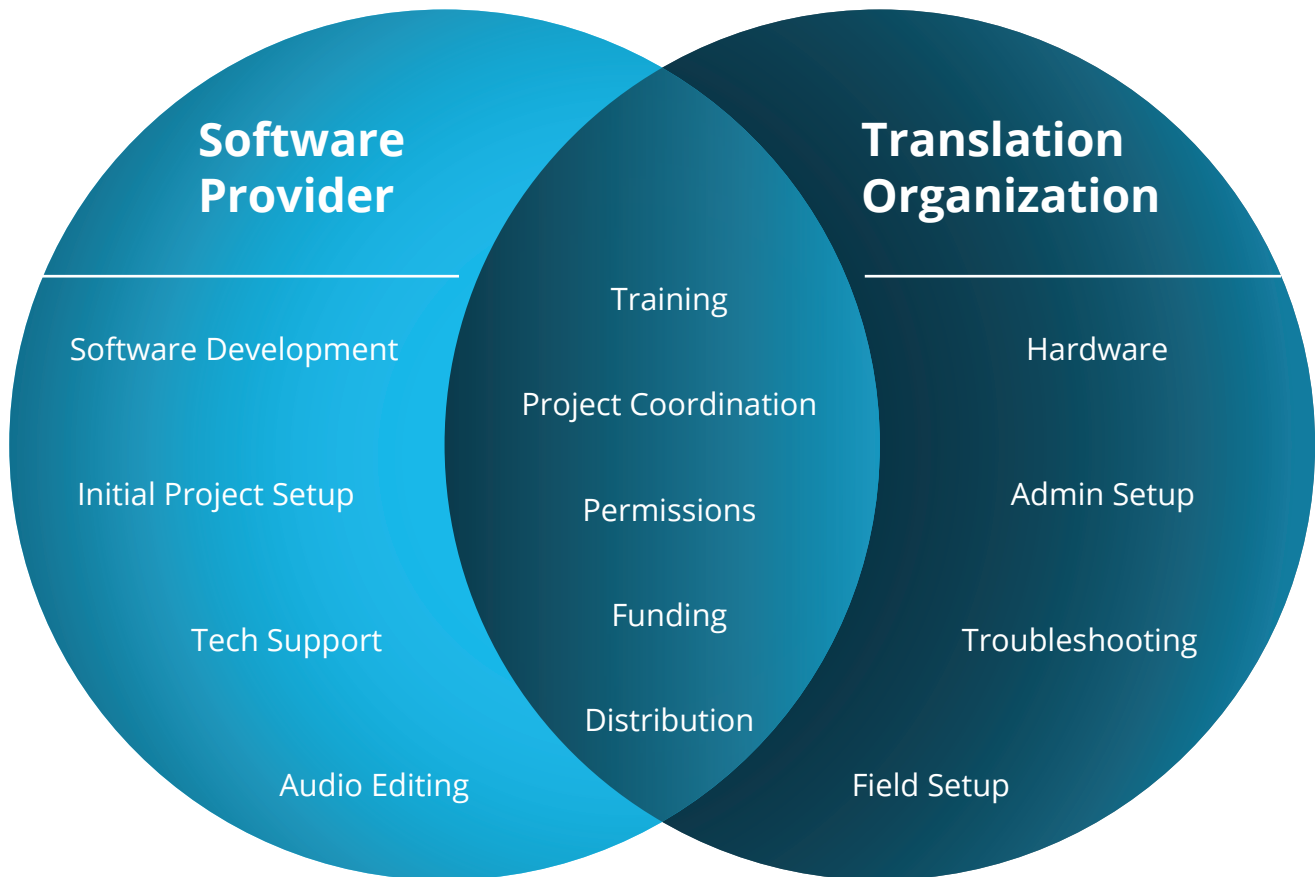 Software
Provider
Software Development
Initial Project Setup
Tech Support
Audio Editing
Training
Project Coordination
Permissions
Funding
Distribution
Translation
Organization
Hardware
Admin Setup
Troubleshooting
Field Setup